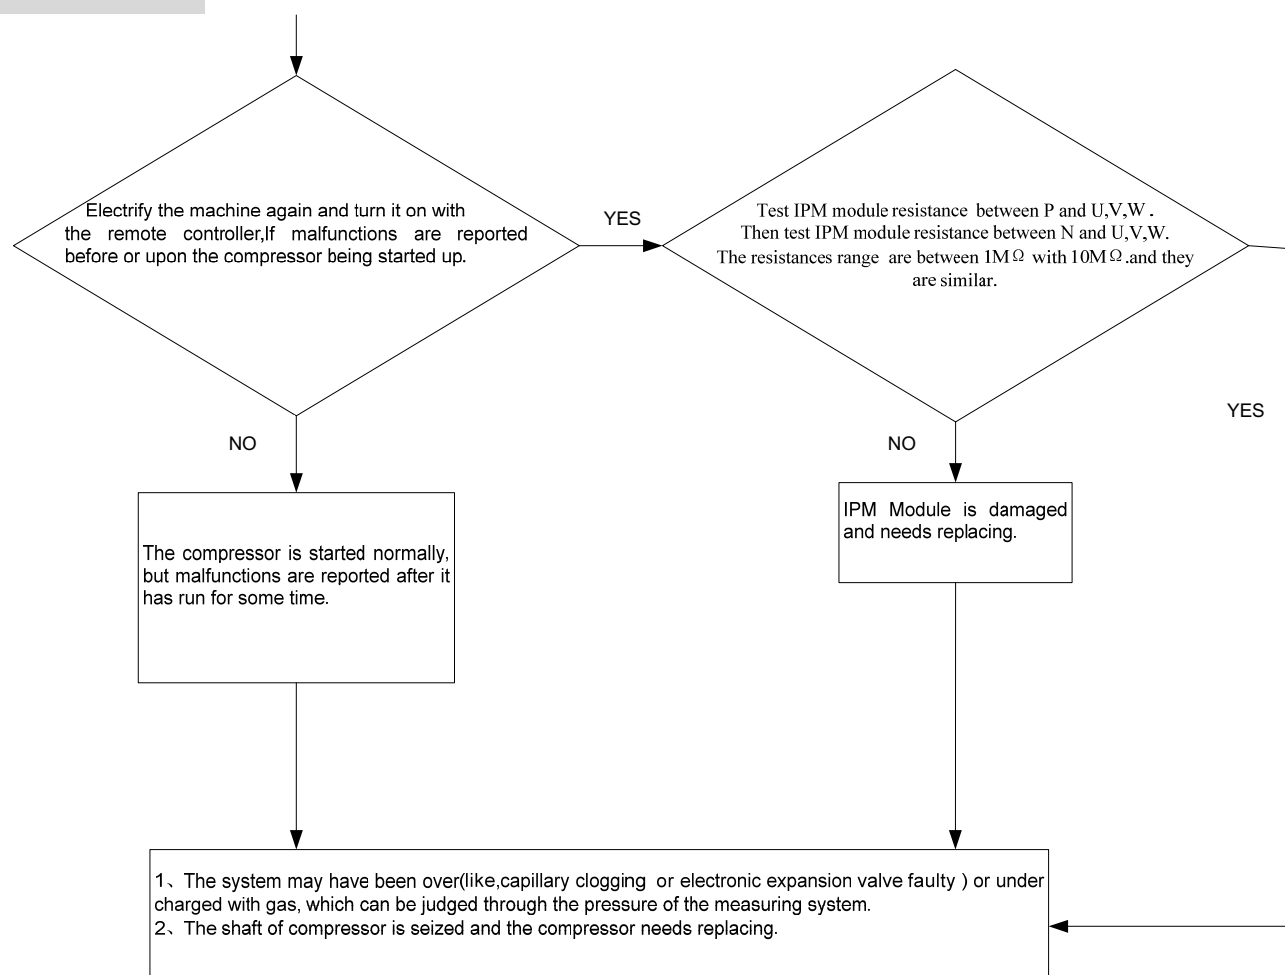 Electrify the machine again and turn it on with
the remote controller,If malfunctions are reported
before or upon the compressor being started up.
YES
Test IPM module resistance between P and U,V,W .
Then test IPM module resistance between N and U,V,W.
The resistances range are between 1MΩ with 10MΩ.and they
are similar.
YES
NO
NO
The compressor is started normally,
but malfunctions are reported after it
has run for some time.
IPM Module is damaged
and needs replacing.
1、The system may have been over(like,capillary clogging or electronic expansion valve faulty ) or under
charged with gas, which can be judged through the pressure of the measuring system.
2、The shaft of compressor is seized and the compressor needs replacing.